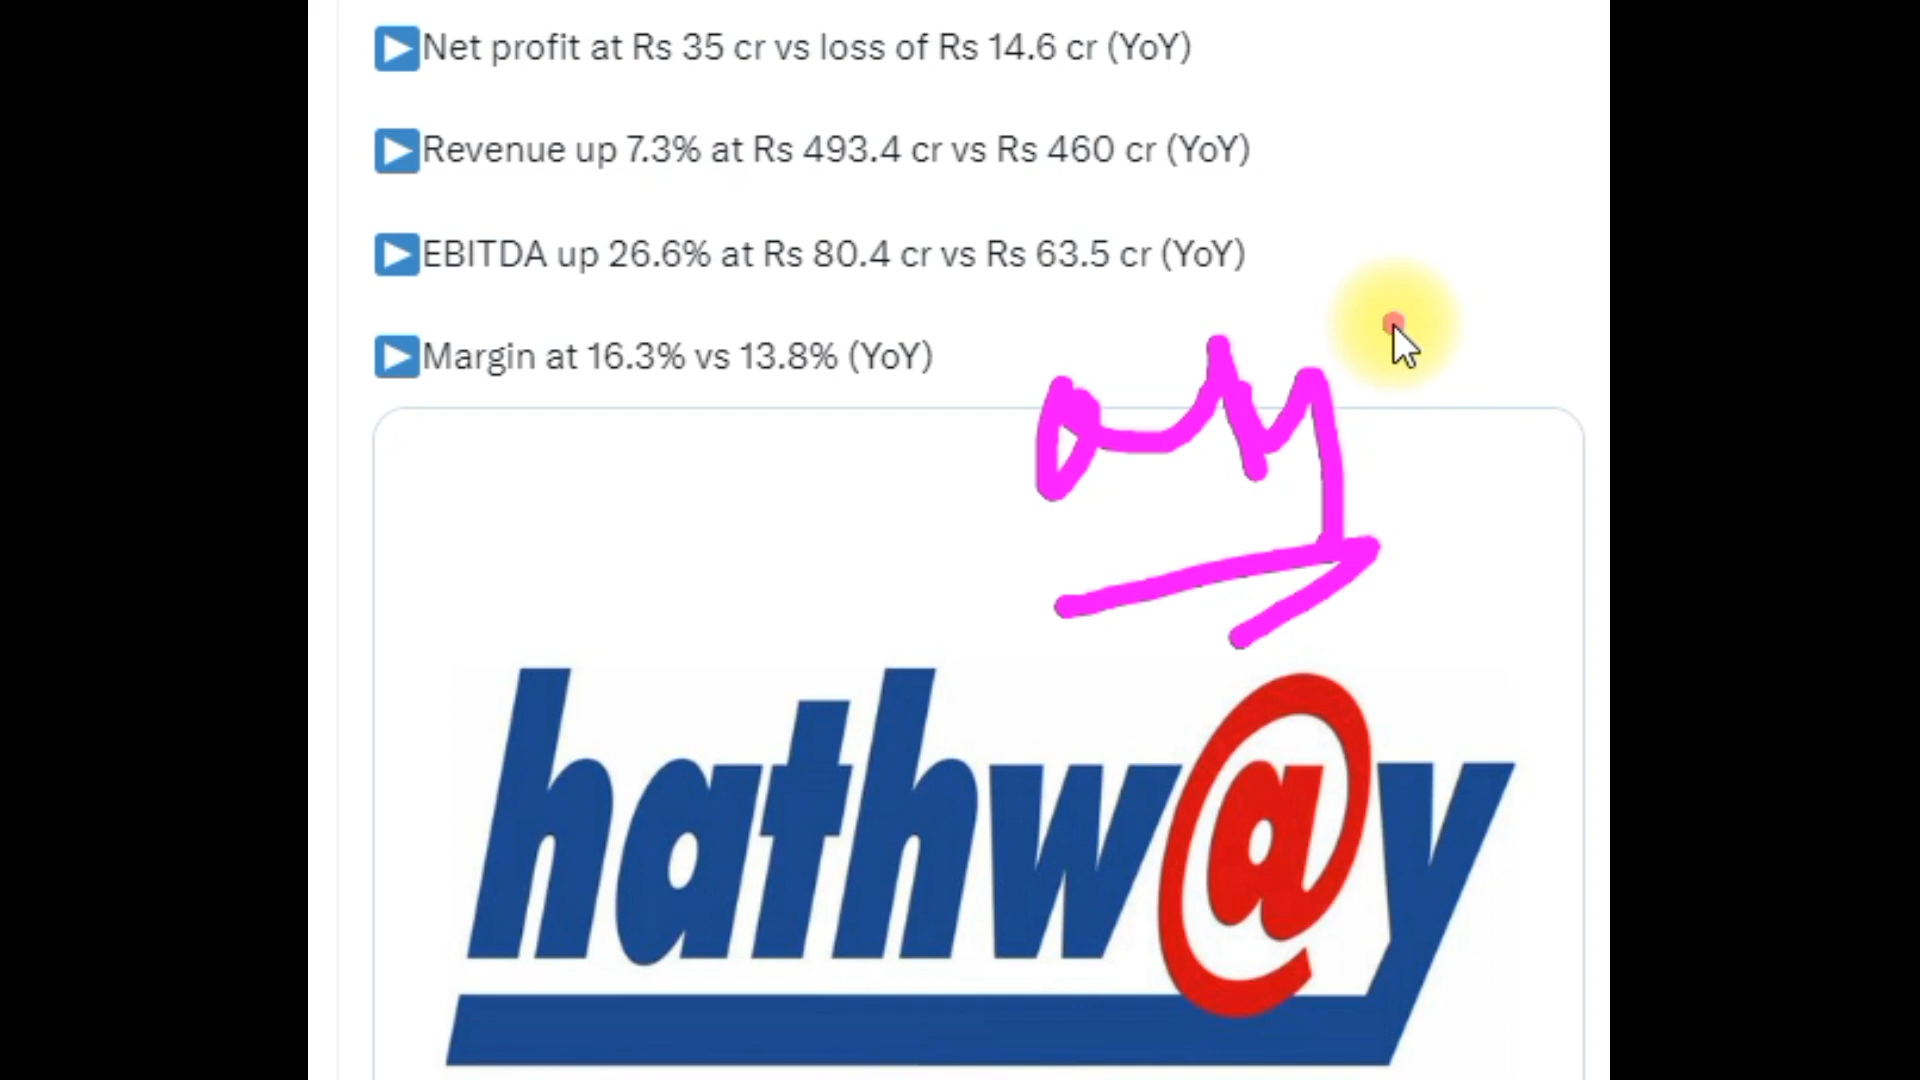 Net profit at Rs 35 cr vs loss of Rs 14.6 cr (YoY)
Revenue up 7.3% at Rs 493.4 cr vs Rs 460 cr (YoY)
EBITDA up 26.6% at Rs 80.4 cr vs Rs 63.5 cr (YoY)
Margin at 16.3% vs 13.8% (YoY)
hathw@y